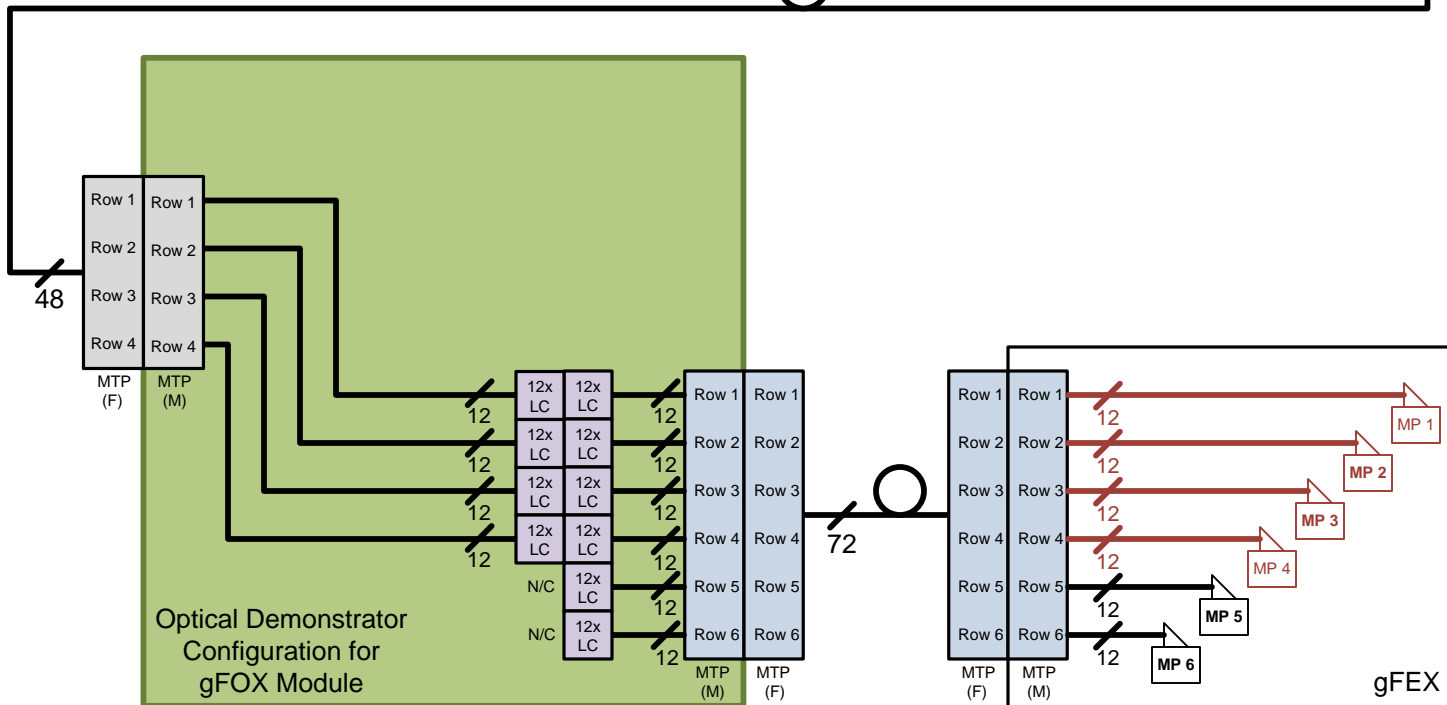 Row 1
Row 2
Row 3
Row 4
MTP
(F)
Row 1
Row 2
Row 3
Row 4
MTP
(M)
48
12
12
12
12
12x
LC
12x
LC
12x
LC
12x
LC
N/C
N/C
12x
LC
12x
LC
12x
LC
12x
LC
12x
LC
12x
LC
12
12
12
12
12
12
Row 1
Row 2
Row 3
Row 4
Row 5
Row 6
MTP
(M)
Row 1
Row 2
Row 3
Row 4
Row 5
Row 6
MTP
(F)
Optical Demonstrator
Configuration for
gFOX Module
72
Row 1
Row 2
Row 3
Row 4
Row 5
Row 6
MTP
(F)
Row 1
Row 2
Row 3
Row 4
Row 5
Row 6
MTP
(M)
12
12
12
12
12
12
MP 1
MP 2
MP 3
MP 4
MP 5
MP 6
gFEX